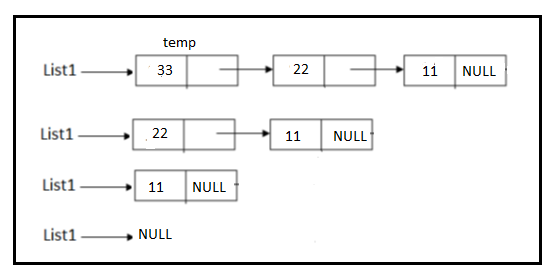 temp
List1 33 22 11 NULL
List1 22 11 NULL
List1 11 NULL
List1 NULL